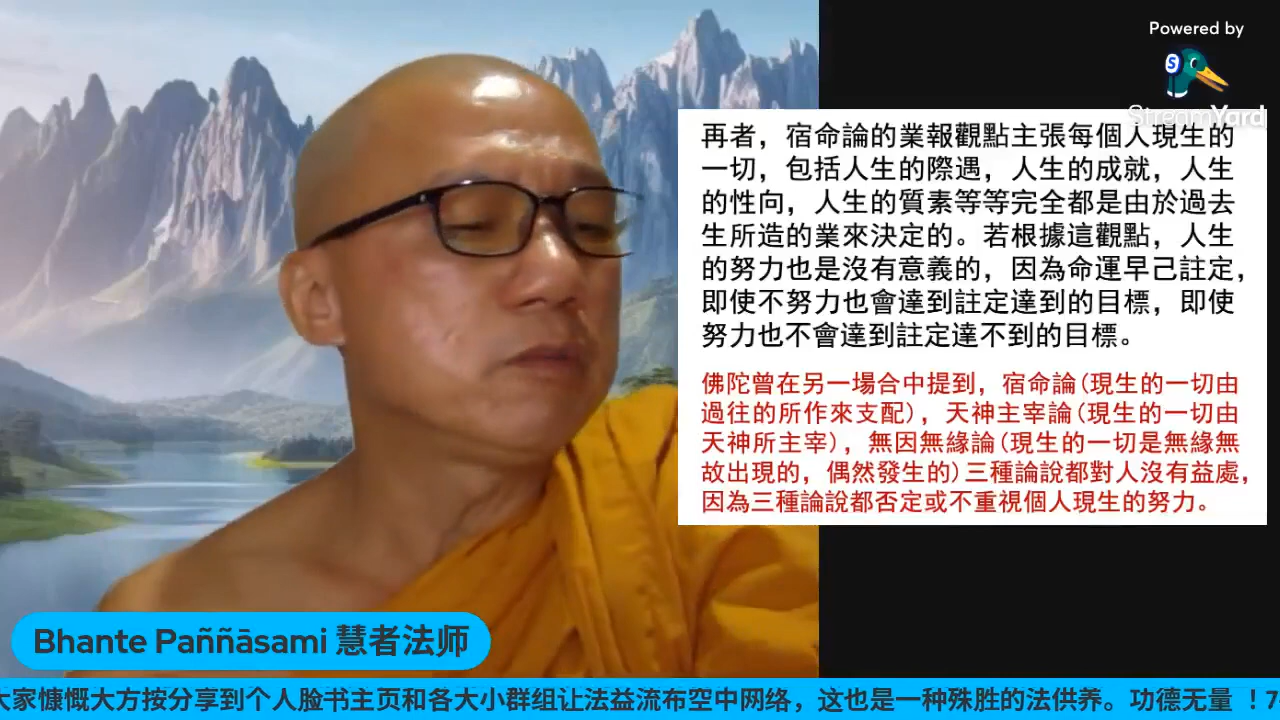 Powered by
StreamYard
再者，宿命論的業報觀點主張每個人現生的
一切，包括人生的際遇，人生的成就，人生
的性向，人生的質素等等完全都是由於過去
生所造的業來決定的。若根據這觀點，人生
的努力也是沒有意義的，因為命運早己註定，
即使不努力也會達到註定達到的目標，即使
努力也不會達到註定達不到的目標。
佛陀曾在另一場合中提到，宿命論(現生的一切由
過往的所作來支配)，天神主宰論(現生的一切由
天神所主宰)，無因無緣論(現生的一切是無緣無
故出現的，偶然發生的)三種論說都對人沒有益處，
因為三種論說都否定或不重視個人現生的努力。
Bhante Paññāsami 慧者法师
大家慷慨大方按分享到个人脸书主页和各大小群组让法益流布空中网络，这也是一种殊胜的法供养。功德无量 ！7